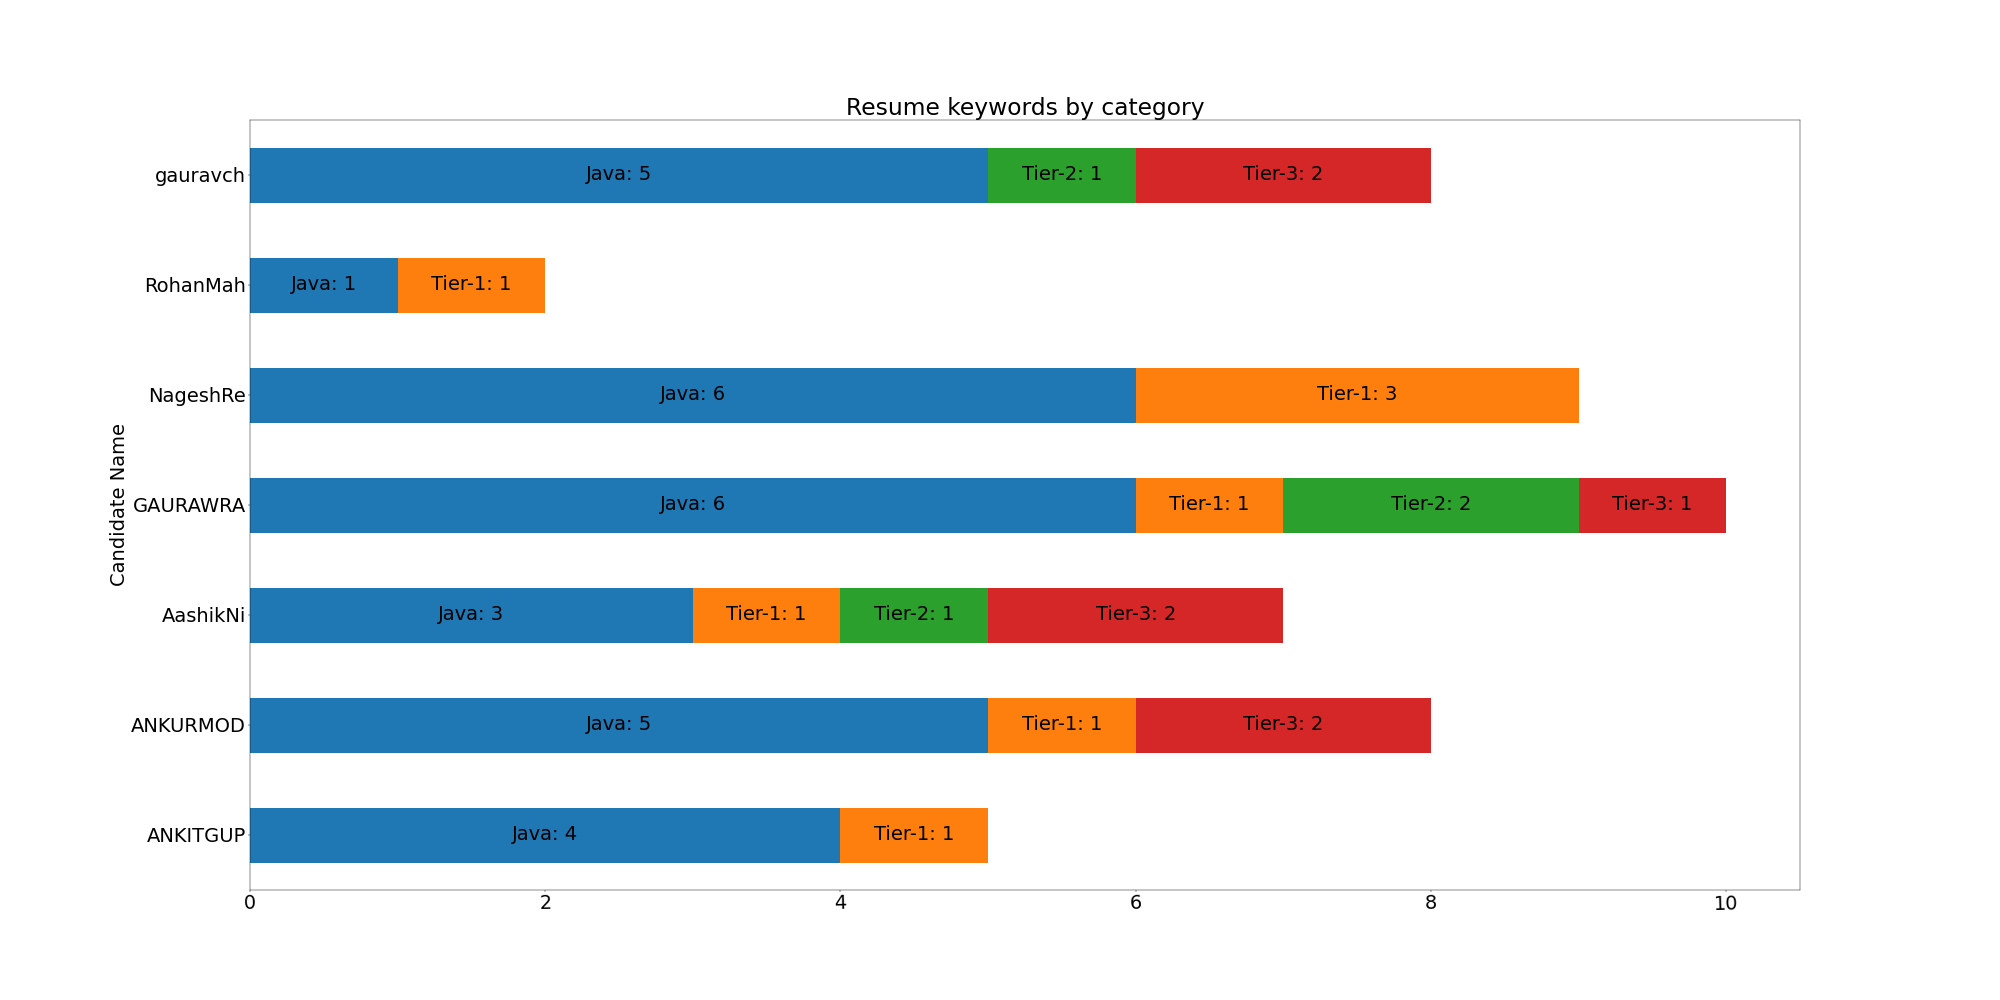 Resume keywords by category
gauravch
Java: 5 Tier-2: 1 Tier-3: 2
RohanMah
Java: 1 Tier-1: 1
NageshRe
Java: 6 Tier-1: 3
Candidate Name
GAURAWRA
Java: 6 Tier-1: 1 Tier-2: 2 Tier-3: 1
AashikNi
Java: 3 Tier-1: 1 Tier-2: 1 Tier-3: 2
ANKURMOD
Java: 5 Tier-1: 1 Tier-3: 2
ANKITGUP
Java: 4 Tier-1: 1
0 2 4 6 8 10